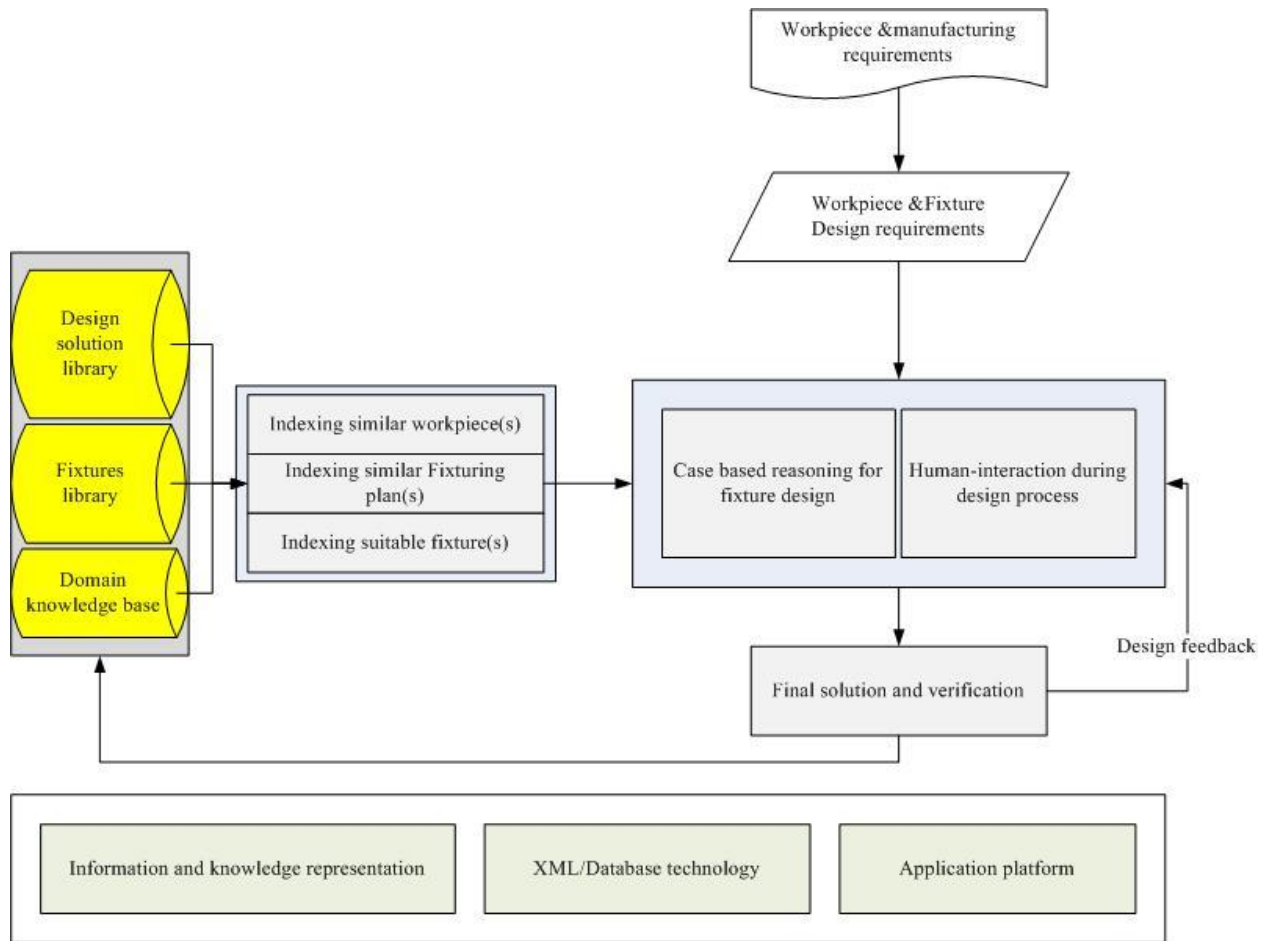 Workpiece &manufacturing
requirements
Workpiece &Fixture
Design requirements
Design
solution
library
Fixtures
library
Domain
knowledge base
Indexing similar workpiece(s)
Indexing similar Fixturing
plan(s)
Indexing suitable fixture(s)
Case based reasoning for
fixture design
Human-interaction during
design process
Design feedback
Final solution and verification
Information and knowledge representation
XML/Database technology
Application platform